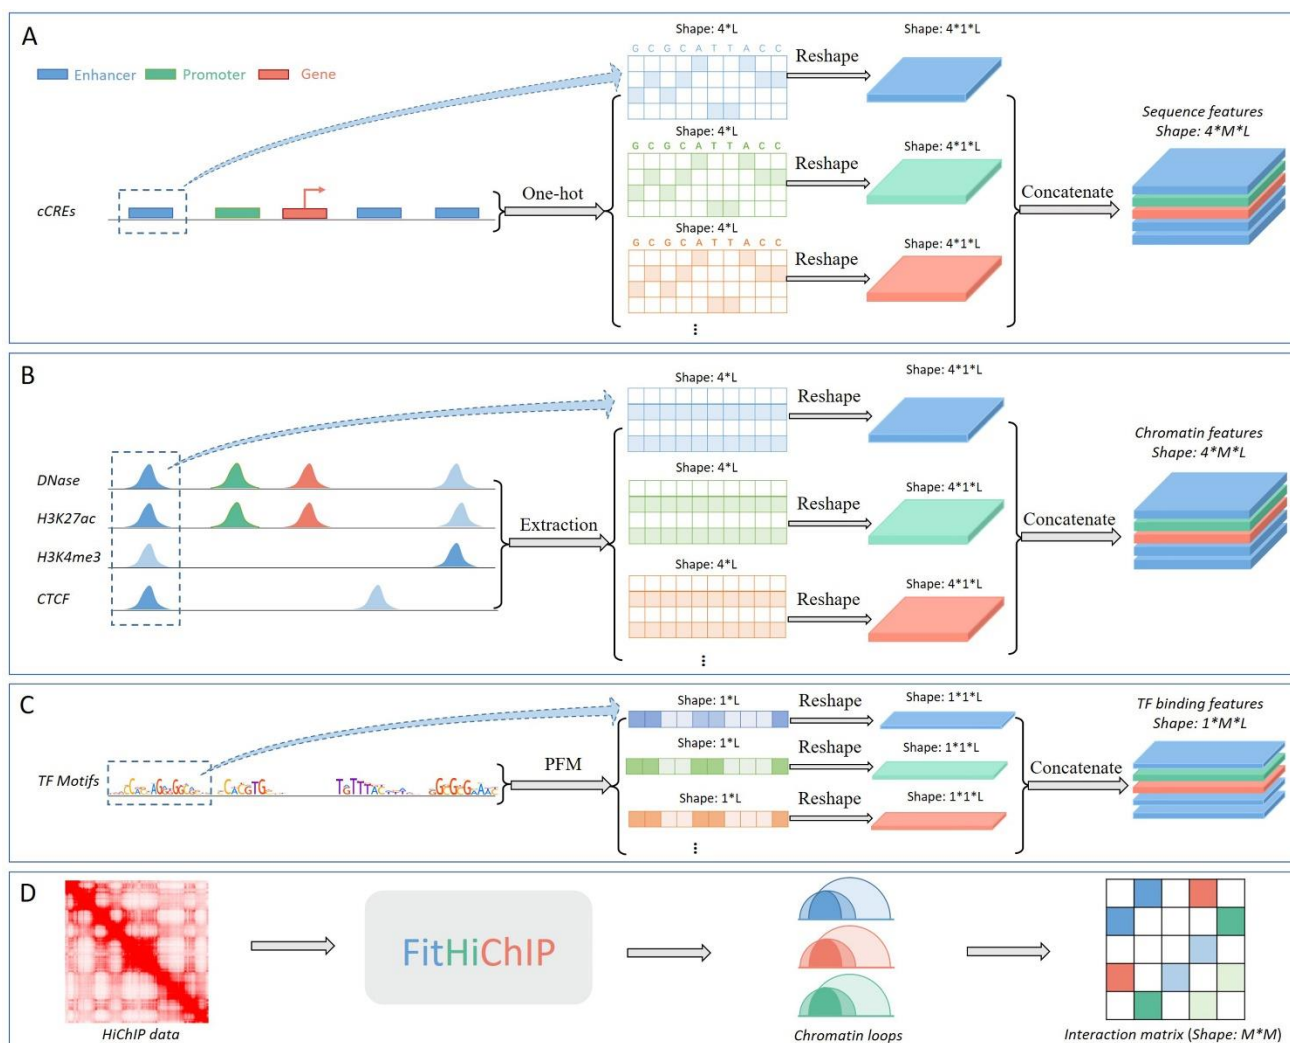 A
Shape: 4*L
Shape: 4*1*L
G C G C A T T A C C
Reshape
Enhancer
Promoter
Gene
Sequence features
Shape: 4*M*L
Shape: 4*L
G C G C A T T A C C
Shape: 4*1*L
Reshape
cCREs
One-hot
Concatenate
Shape: 4*L
G C G C A T T A C C
Reshape
Shape: 4*1*L
...
B
Shape: 4*L
Shape: 4*1*L
Reshape
Chromatin features
Shape: 4*M*L
DNase
Shape: 4*L
Shape: 4*1*L
Reshape
H3K27ac
Extraction
Concatenate
H3K4me3
Shape: 4*L
Shape: 4*1*L
Reshape
CTCF
...
C
Shape: 1*L
Reshape
Shape: 1*1*L
TF binding features
Shape: 1*M*L
Shape: 1*L
Reshape
Shape: 1*1*L
TF Motifs
CACGTG
TGTTTAC
GCGCGAAA
PFM
Concatenate
Shape: 1*L
Reshape
Shape: 1*1*L
...
D
FitHiChIP
HiChIP data
Chromatin loops
Interaction matrix (Shape: M*M)